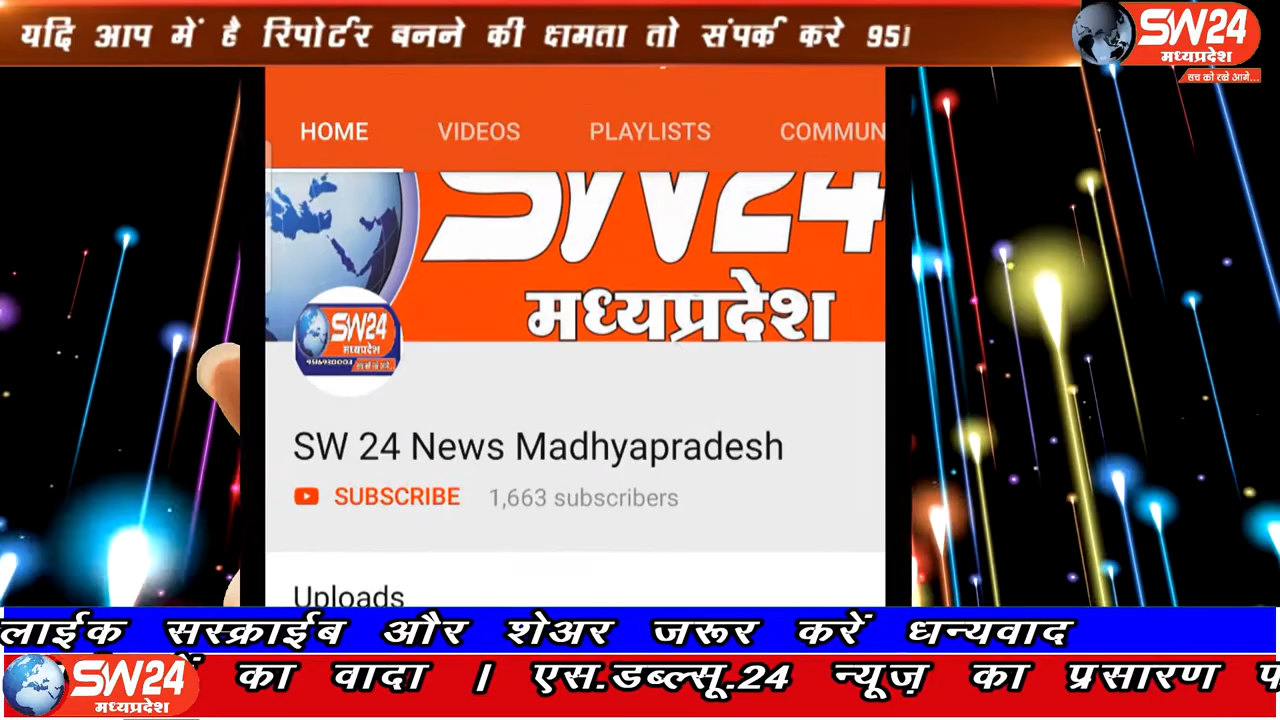 यदि आप में है रिपोर्टर बनने की क्षमता तो संपर्क करे 951
SW24
मध्यप्रदेश
सच को रखे आगे...
HOME VIDEOS PLAYLISTS COMMUN
SW24
मध्यप्रदेश
SW24
मध्यप्रदेश
SW 24 News Madhyapradesh
SUBSCRIBE 1,663 subscribers
Uploads
लाईक सस्क्राईब और शेअर जरूर करें धन्यवाद
का वादा । एस.डब्ल्सू.24 न्यूज़ का प्रसारण
SW24
मध्यप्रदेश